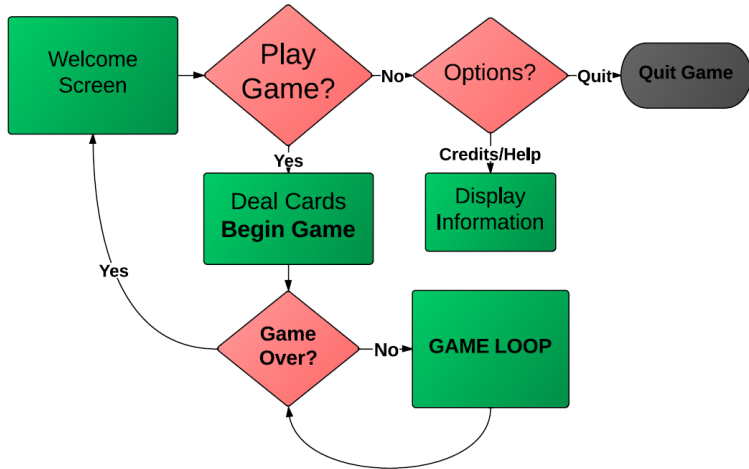 Welcome
Screen
Play
Game?
No
Options?
Quit
Quit Game
Yes
Credits/Help
Deal Cards
Begin Game
Display
Information
Yes
Game
Over?
No
GAME LOOP